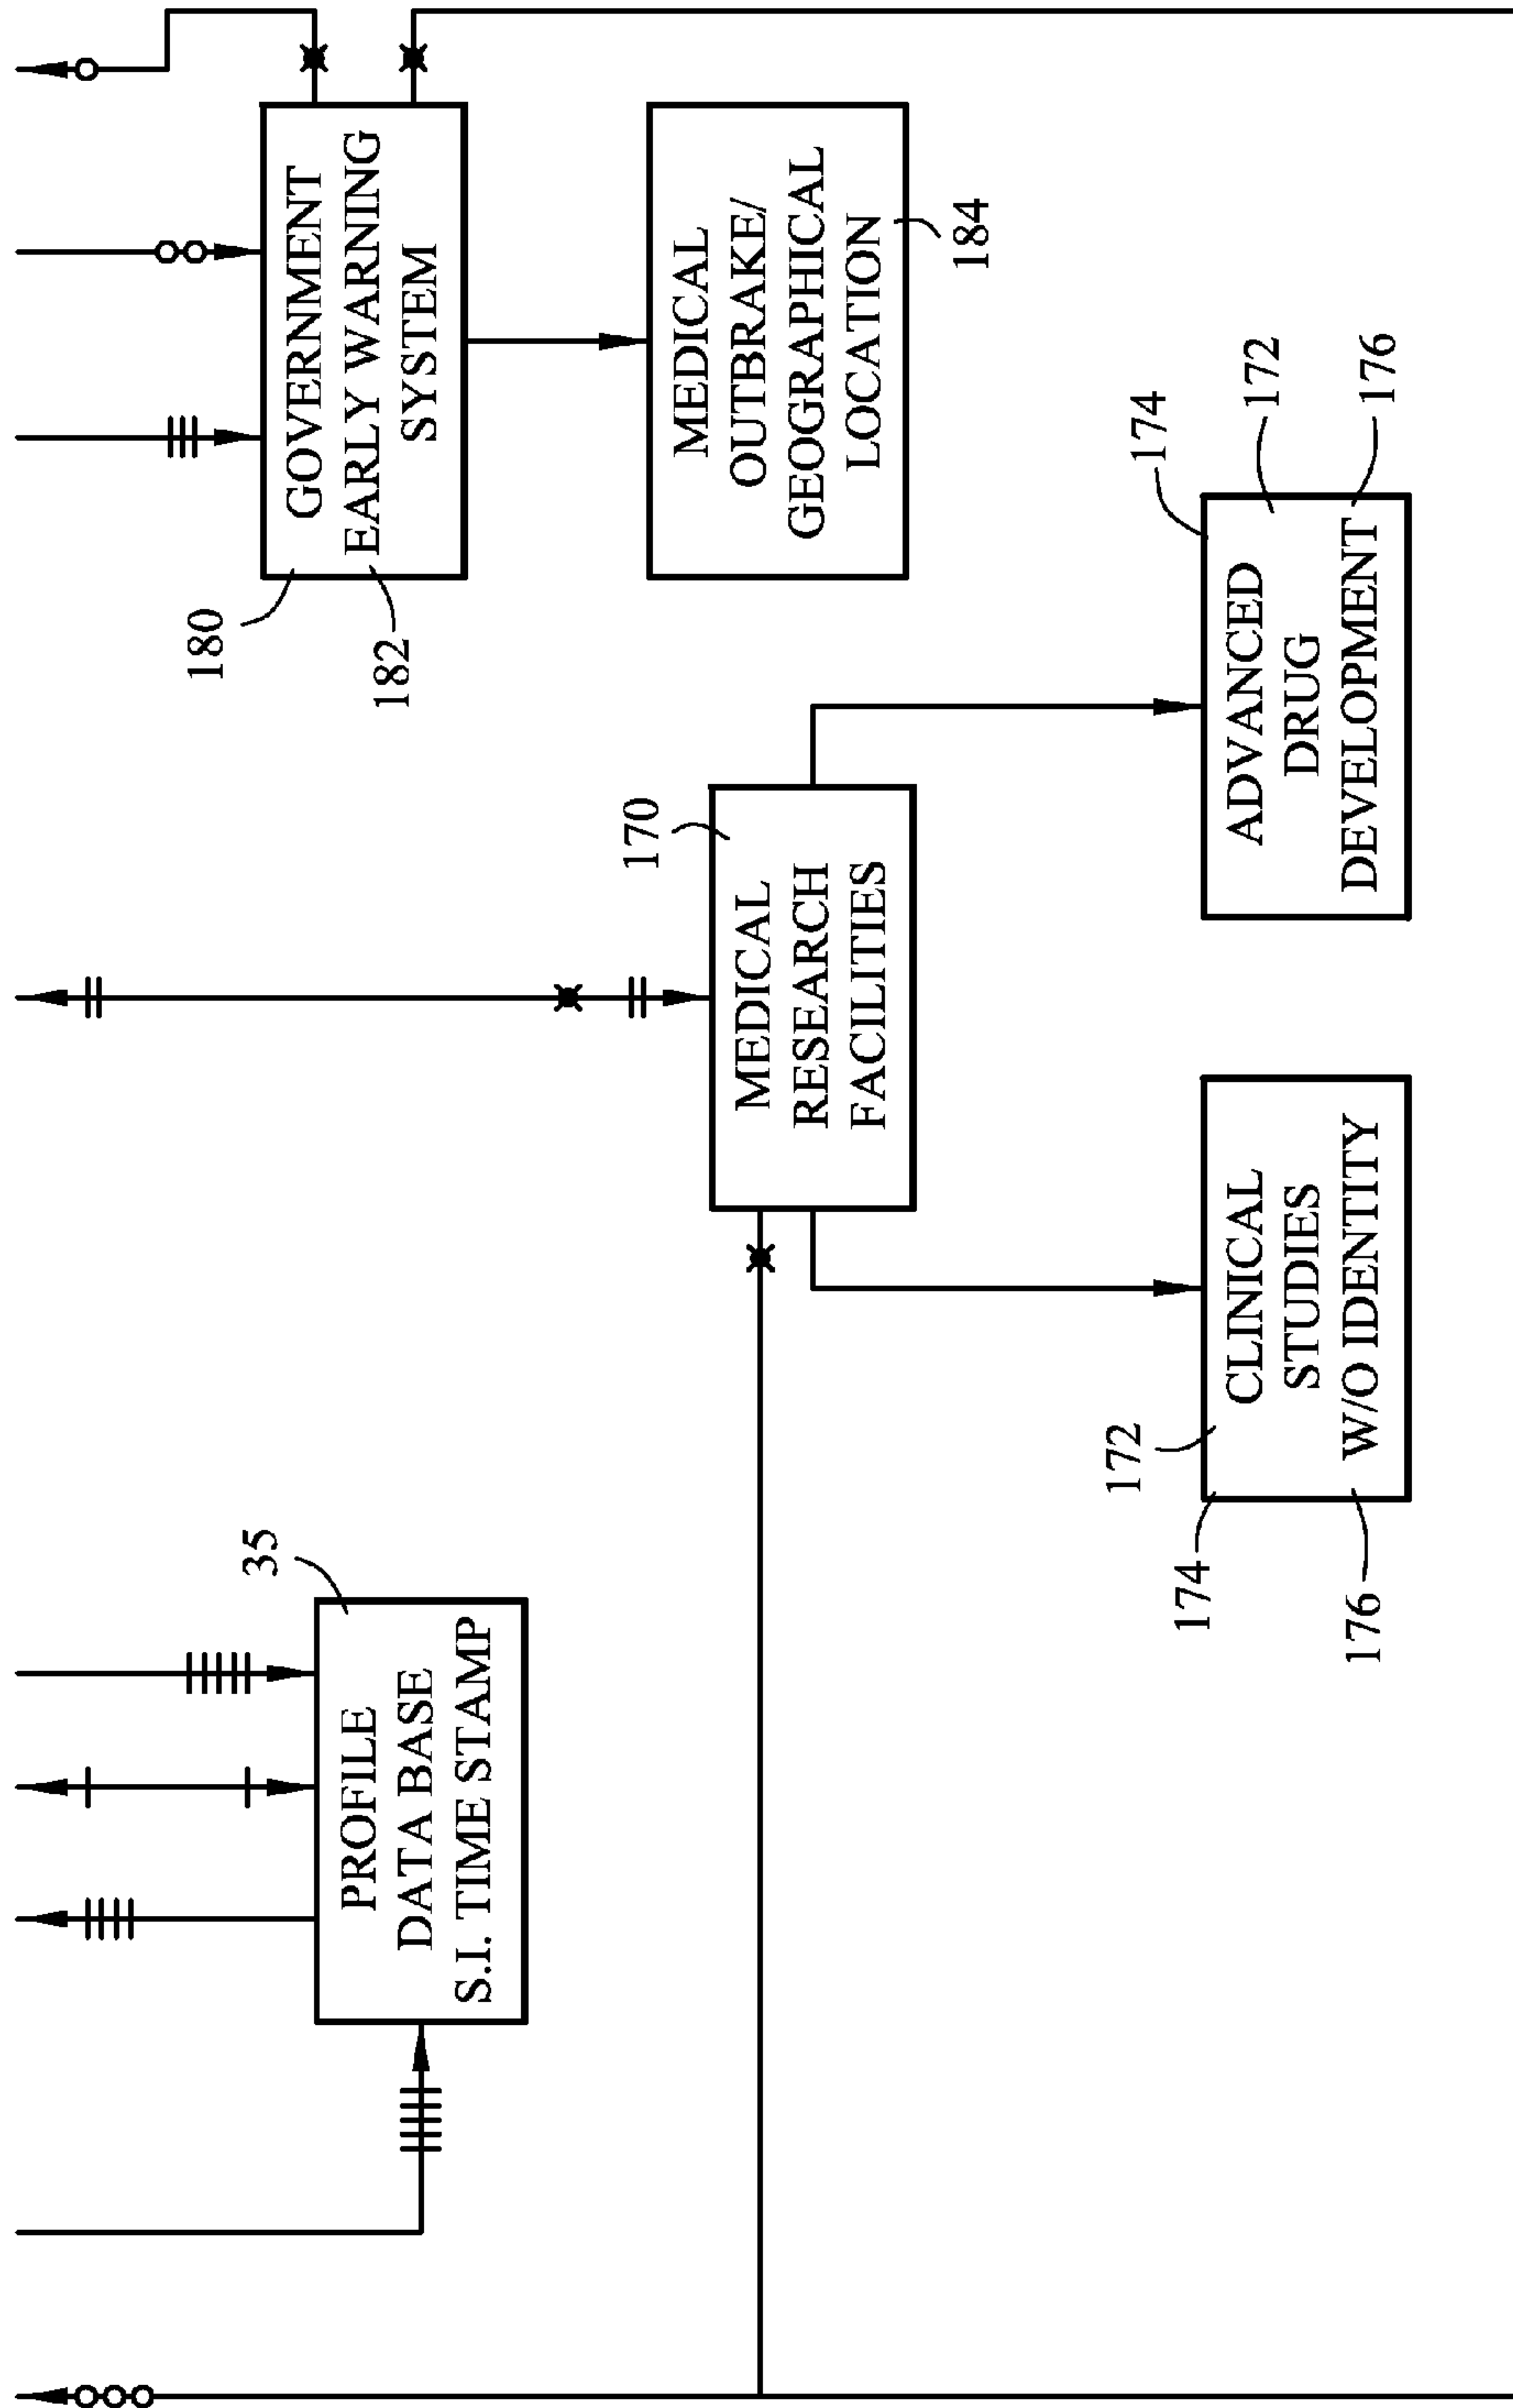 35
PROFILE
DATA BASE
S.I. TIME STAMP
170
MEDICAL
RESEARCH
FACILITIES
180
182
GOVERNMENT
EARLY WARNING
SYSTEM
MEDICAL
OUTBRAKE/
GEOGRAPHICAL
LOCATION
184
172
174
176
CLINICAL
STUDIES
W/O IDENTITY
174
172
176
ADVANCED
DRUG
DEVELOPMENT